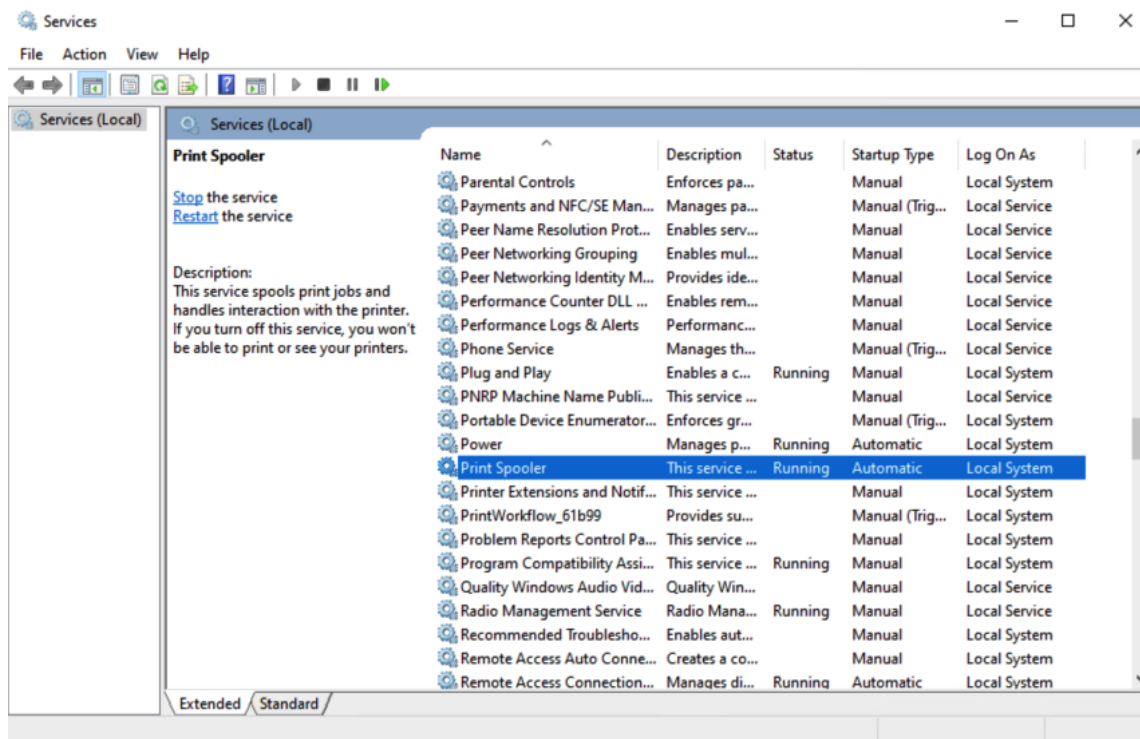 Services
File Action View Help
Services (Local)
Services (Local)
Print Spooler
Stop the service
Restart the service
Description:
This service spools print jobs and
handles interaction with the printer.
If you turn off this service, you won't
be able to print or see your printers.
Name Description Status Startup Type Log On As
Parental Controls Enforces pa... Manual Local System
Payments and NFC/SE Man... Manages pa... Manual (Trig... Local Service
Peer Name Resolution Prot... Enables serv... Manual Local Service
Peer Networking Grouping Enables mul... Manual Local Service
Peer Networking Identity M... Provides ide... Manual Local Service
Performance Counter DLL ... Enables rem... Manual Local Service
Performance Logs & Alerts Performanc... Manual Local Service
Phone Service Manages th... Manual (Trig... Local Service
Plug and Play Enables a c... Running Manual Local System
PNRP Machine Name Publi... This service ... Manual Local Service
Portable Device Enumerator... Enforces gr... Manual (Trig... Local System
Power Manages p... Running Automatic Local System
Print Spooler This service ... Running Automatic Local System
Printer Extensions and Notif... This service ... Manual Local System
PrintWorkflow_61b99 Provides su... Manual (Trig... Local System
Problem Reports Control Pa... This service ... Manual Local System
Program Compatibility Assi... This service ... Running Manual Local System
Quality Windows Audio Vid... Quality Win... Manual Local Service
Radio Management Service Radio Mana... Running Manual Local Service
Recommended Troublesho... Enables aut... Manual Local System
Remote Access Auto Conne... Creates a co... Manual Local System
Remote Access Connection... Manages di... Running Automatic Local System
Extended Standard